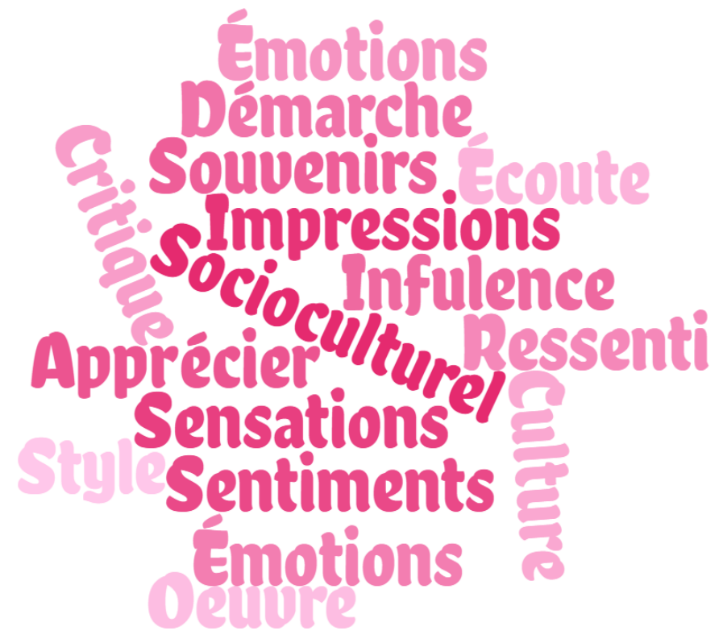 Émotions
Démarche
Critique
Souvenirs
Écoute
Impressions
Socioculturel
Infulence
Ressenti
Apprécier
Culture
Sensations
Style
Sentiments
Émotions
Oeuvre